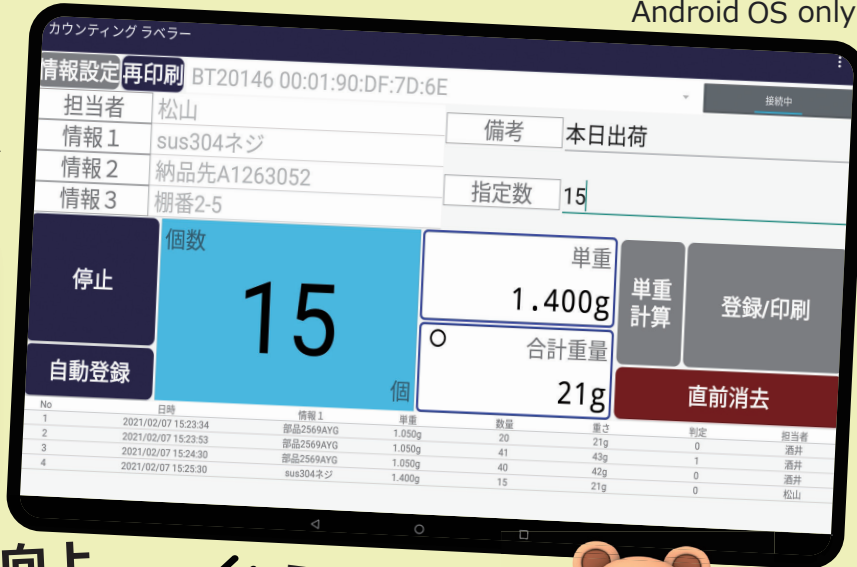 Android OS only
カウンティング ラベラー
情報設定 再印刷 BT20146 00:01:90:DF:7D:6E 接続中
担当者 松山
情報1 sus304ネジ
情報2 納品先A1263052
情報3 棚番2-5
備考 本日出荷
指定数 15
停止
自動登録
個数
15
個
単重
1.400g
合計重量
21g
単重
計算
登録/印刷
直前消去
No 日時 情報1 単重 数量 重さ 判定 担当者
1 2021/02/07 15:23:34 部品2569AYG 1.050g 20 21g 0 酒井
2 2021/02/07 15:23:53 部品2569AYG 1.050g 41 43g 1 酒井
3 2021/02/07 15:24:30 部品2569AYG 1.050g 40 42g 0 酒井
4 2021/02/07 15:25:30 sus304ネジ 1.400g 15 21g 0 松山
向上